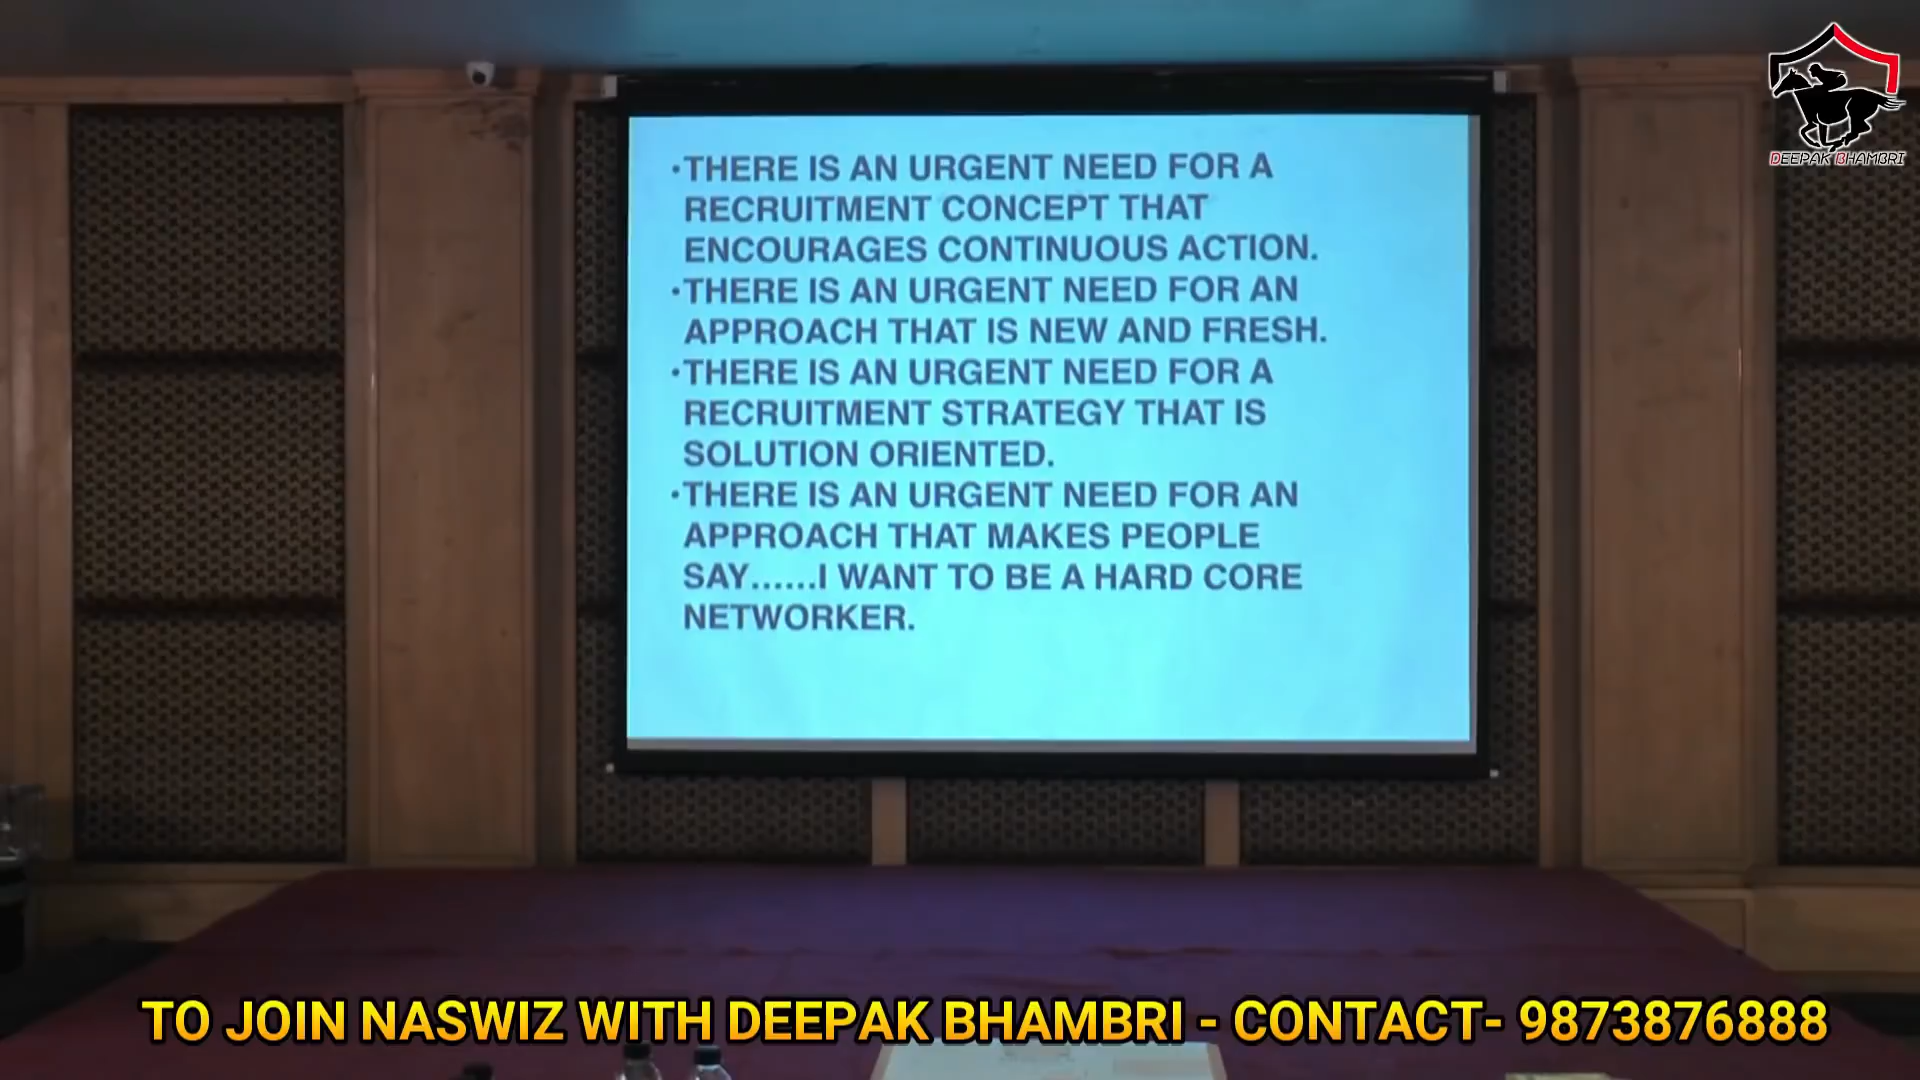 DEEPAK BHAMBRI
•THERE IS AN URGENT NEED FOR A
RECRUITMENT CONCEPT THAT
ENCOURAGES CONTINUOUS ACTION.
•THERE IS AN URGENT NEED FOR AN
APPROACH THAT IS NEW AND FRESH.
•THERE IS AN URGENT NEED FOR A
RECRUITMENT STRATEGY THAT IS
SOLUTION ORIENTED.
•THERE IS AN URGENT NEED FOR AN
APPROACH THAT MAKES PEOPLE
SAY......I WANT TO BE A HARD CORE
NETWORKER.
TO JOIN NASWIZ WITH DEEPAK BHAMBRI - CONTACT- 9873876888